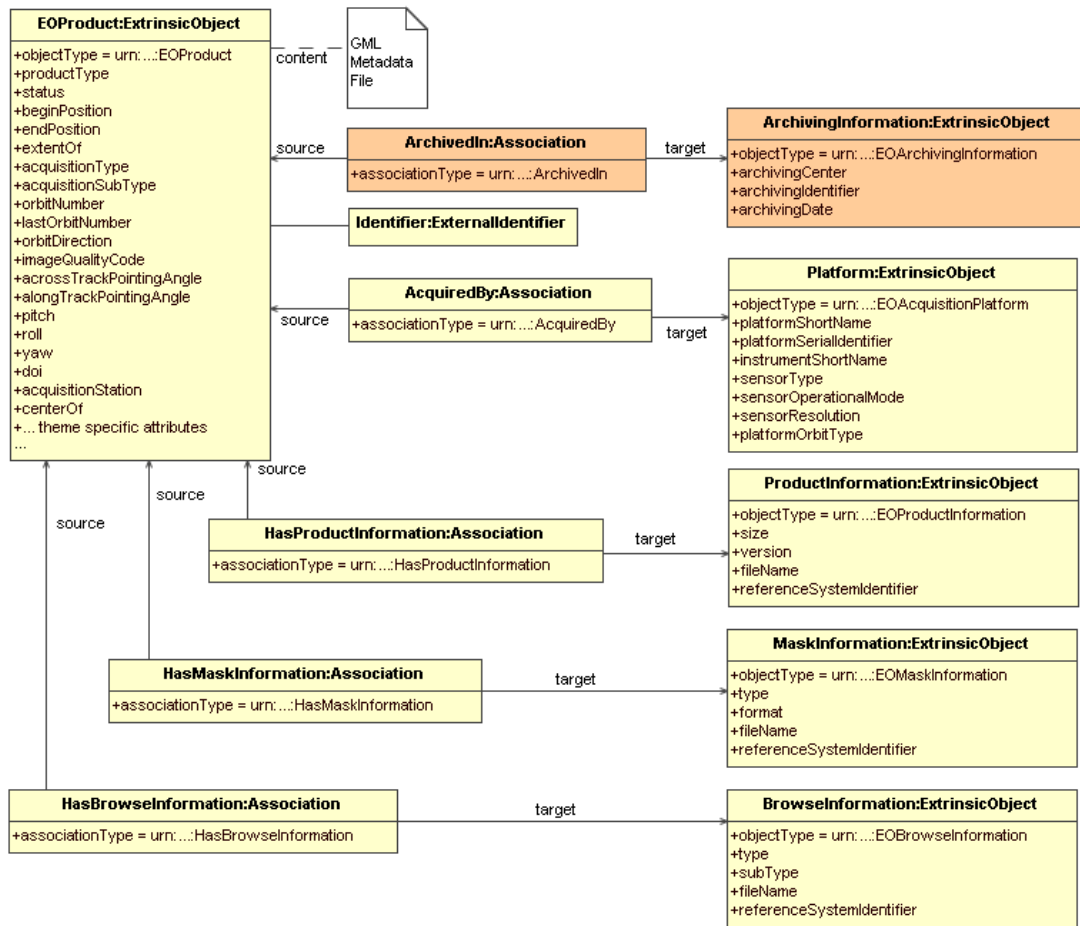 EOProduct:ExtrinsicObject
+objectType = urn:...:EOProduct
+productType
+status
+beginPosition
+endPosition
+extentOf
+acquisitionType
+acquisitionSubType
+orbitNumber
+lastOrbitNumber
+orbitDirection
+imageQualityCode
+acrossTrackPointingAngle
+alongTrackPointingAngle
+pitch
+roll
+yaw
+doi
+acquisitionStation
+centerOf
+... theme specific attributes
...
content
GML
Metadata
File
source
ArchivedIn:Association
+associationType = urn:...:ArchivedIn
target
ArchivingInformation:ExtrinsicObject
+objectType = urn:...:EOArchivingInformation
+archivingCenter
+archivingIdentifier
+archivingDate
Identifier:ExternalIdentifier
source
AcquiredBy:Association
+associationType = urn:...:AcquiredBy
target
Platform:ExtrinsicObject
+objectType = urn:...:EOAcquisitionPlatform
+platformShortName
+platformSerialIdentifier
+instrumentShortName
+sensorType
+sensorOperationalMode
+sensorResolution
+platformOrbitType
source
HasProductInformation:Association
+associationType = urn:...:HasProductInformation
target
ProductInformation:ExtrinsicObject
+objectType = urn:...:EOProductInformation
+size
+version
+fileName
+referenceSystemIdentifier
source
HasMaskInformation:Association
+associationType = urn:...:HasMaskInformation
target
MaskInformation:ExtrinsicObject
+objectType = urn:...:EOMaskInformation
+type
+format
+fileName
+referenceSystemIdentifier
source
HasBrowseInformation:Association
+associationType = urn:...:HasBrowseInformation
target
BrowseInformation:ExtrinsicObject
+objectType = urn:...:EOBrowseInformation
+type
+subType
+fileName
+referenceSystemIdentifier